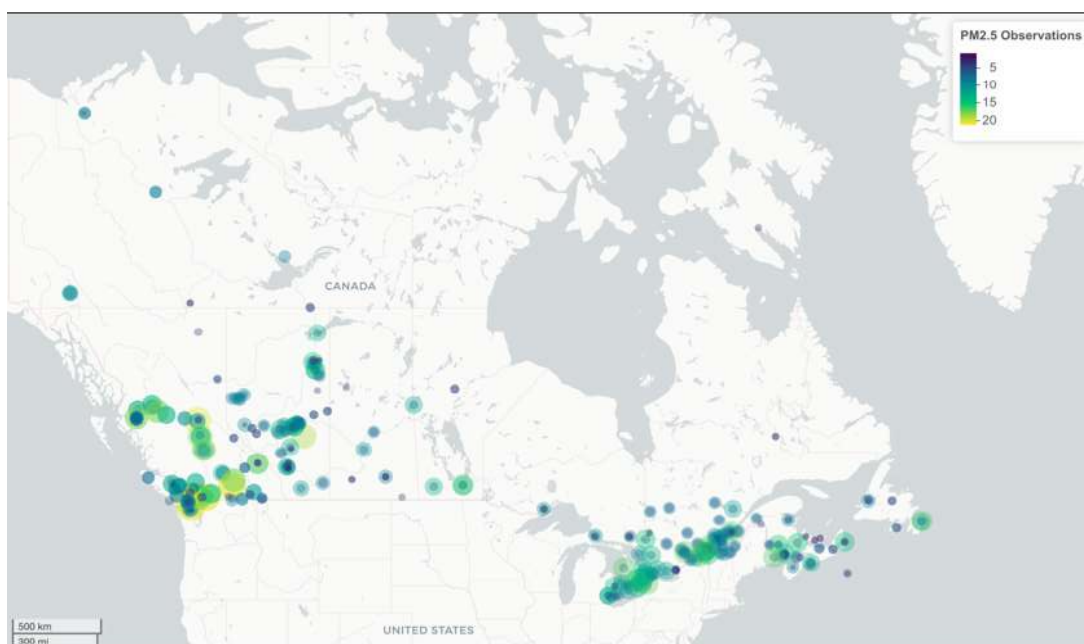 PM2.5 Observations
5
10
15
20
CANADA
UNITED STATES
500 km
300 mi